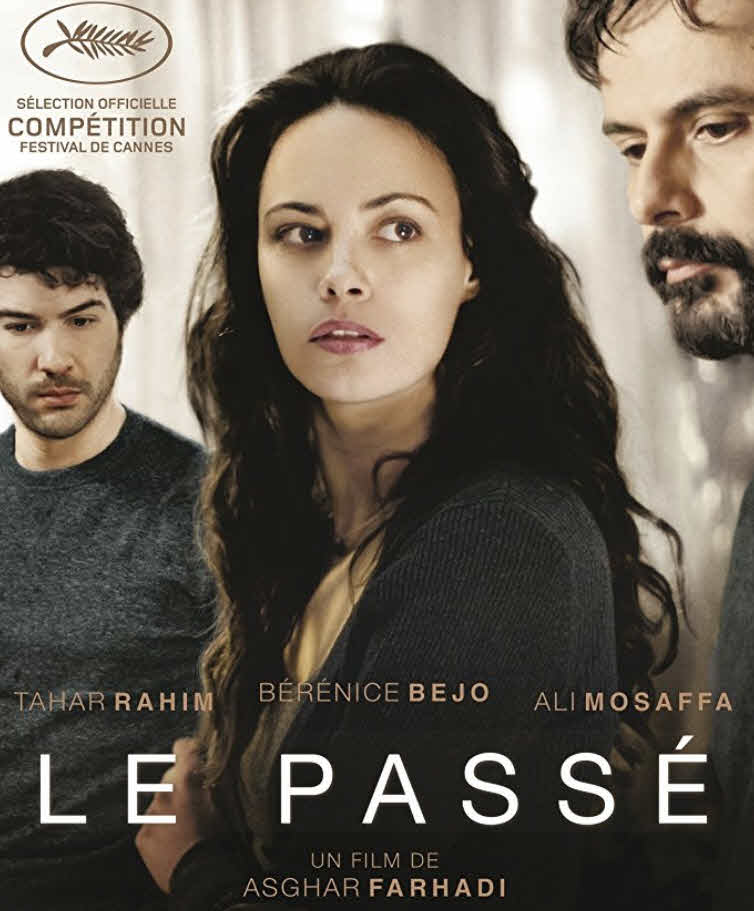 SÉLECTION OFFICIELLE
COMPÉTITION
FESTIVAL DE CANNES
TAHAR RAHIM BÉRÉNICE BEJO ALI MOSAFFA
LE PASSÉ
UN FILM DE
ASGHAR FARHADI